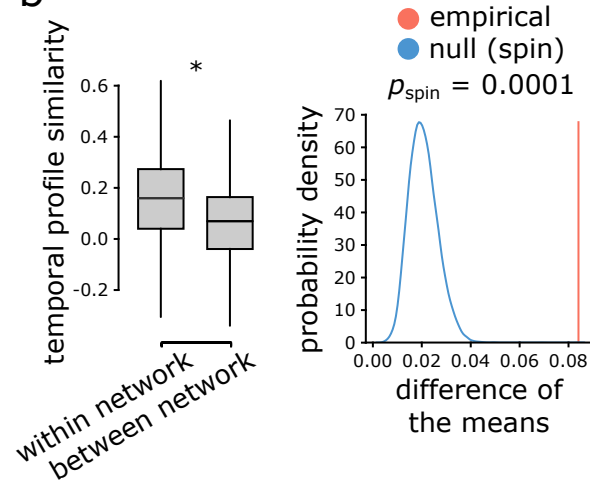 b
temporal profile similarity
0.6
0.4
0.2
0.0
-0.2
*
within network
between network
empirical
null (spin)
pspin = 0.0001
probability density
70
60
50
40
30
20
10
0
0.00 0.02 0.04 0.06 0.08
difference of
the means